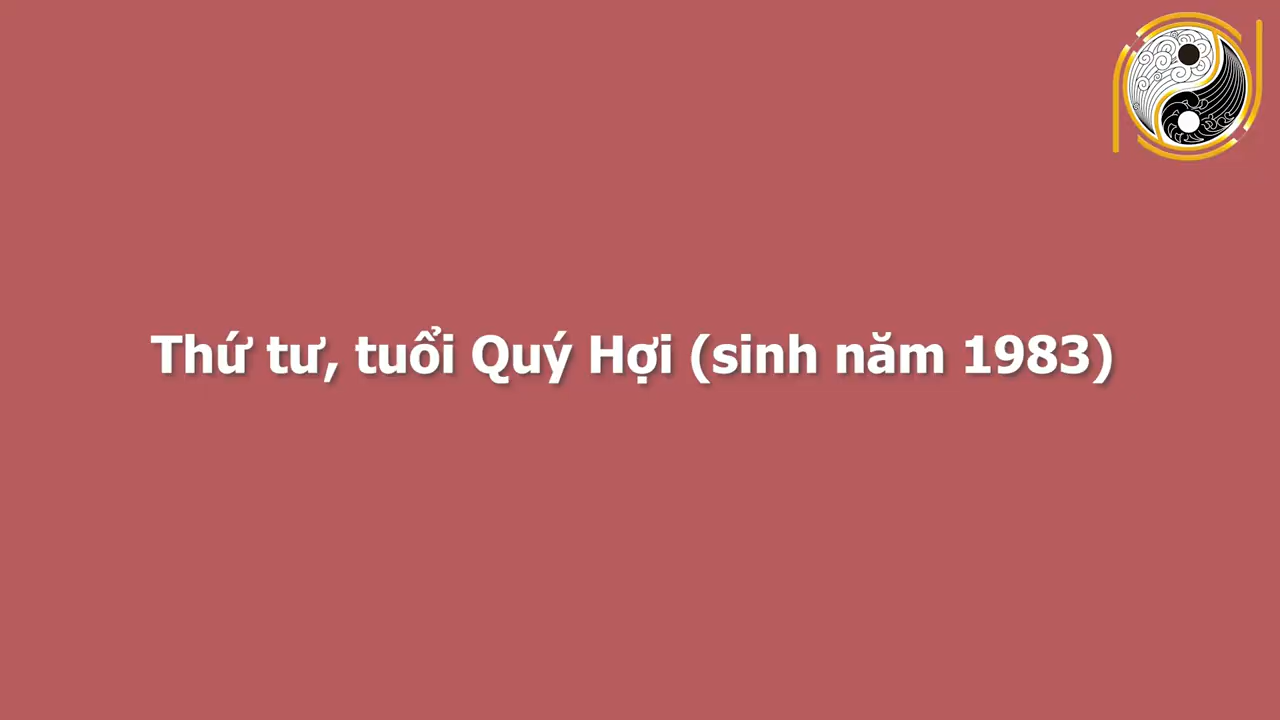 Thứ tư, tuổi Quý Hợi (sinh năm 1983)